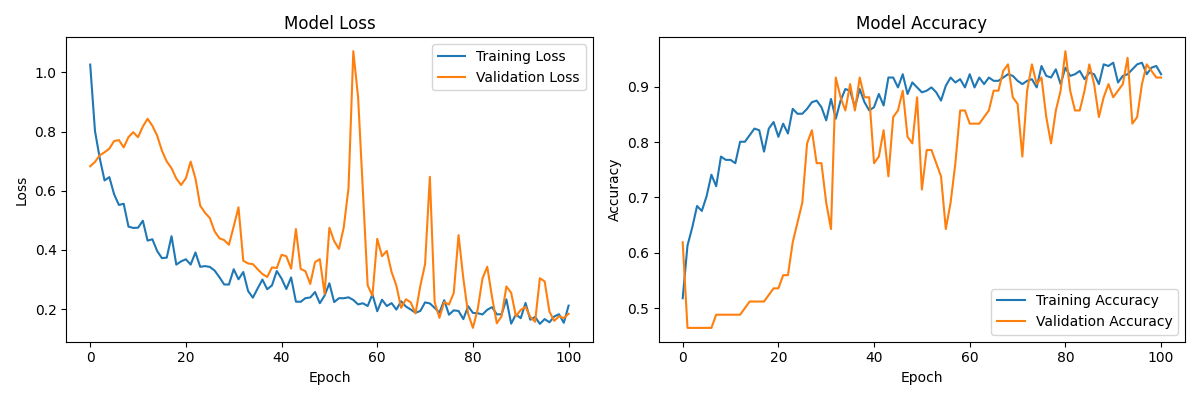 Model Loss
Training Loss
Validation Loss
1.0
0.8
0.6
0.4
0.2
Loss
0 20 40 60 80 100
Epoch
Model Accuracy
0.9
0.8
0.7
0.6
0.5
Accuracy
Training Accuracy
Validation Accuracy
0 20 40 60 80 100
Epoch